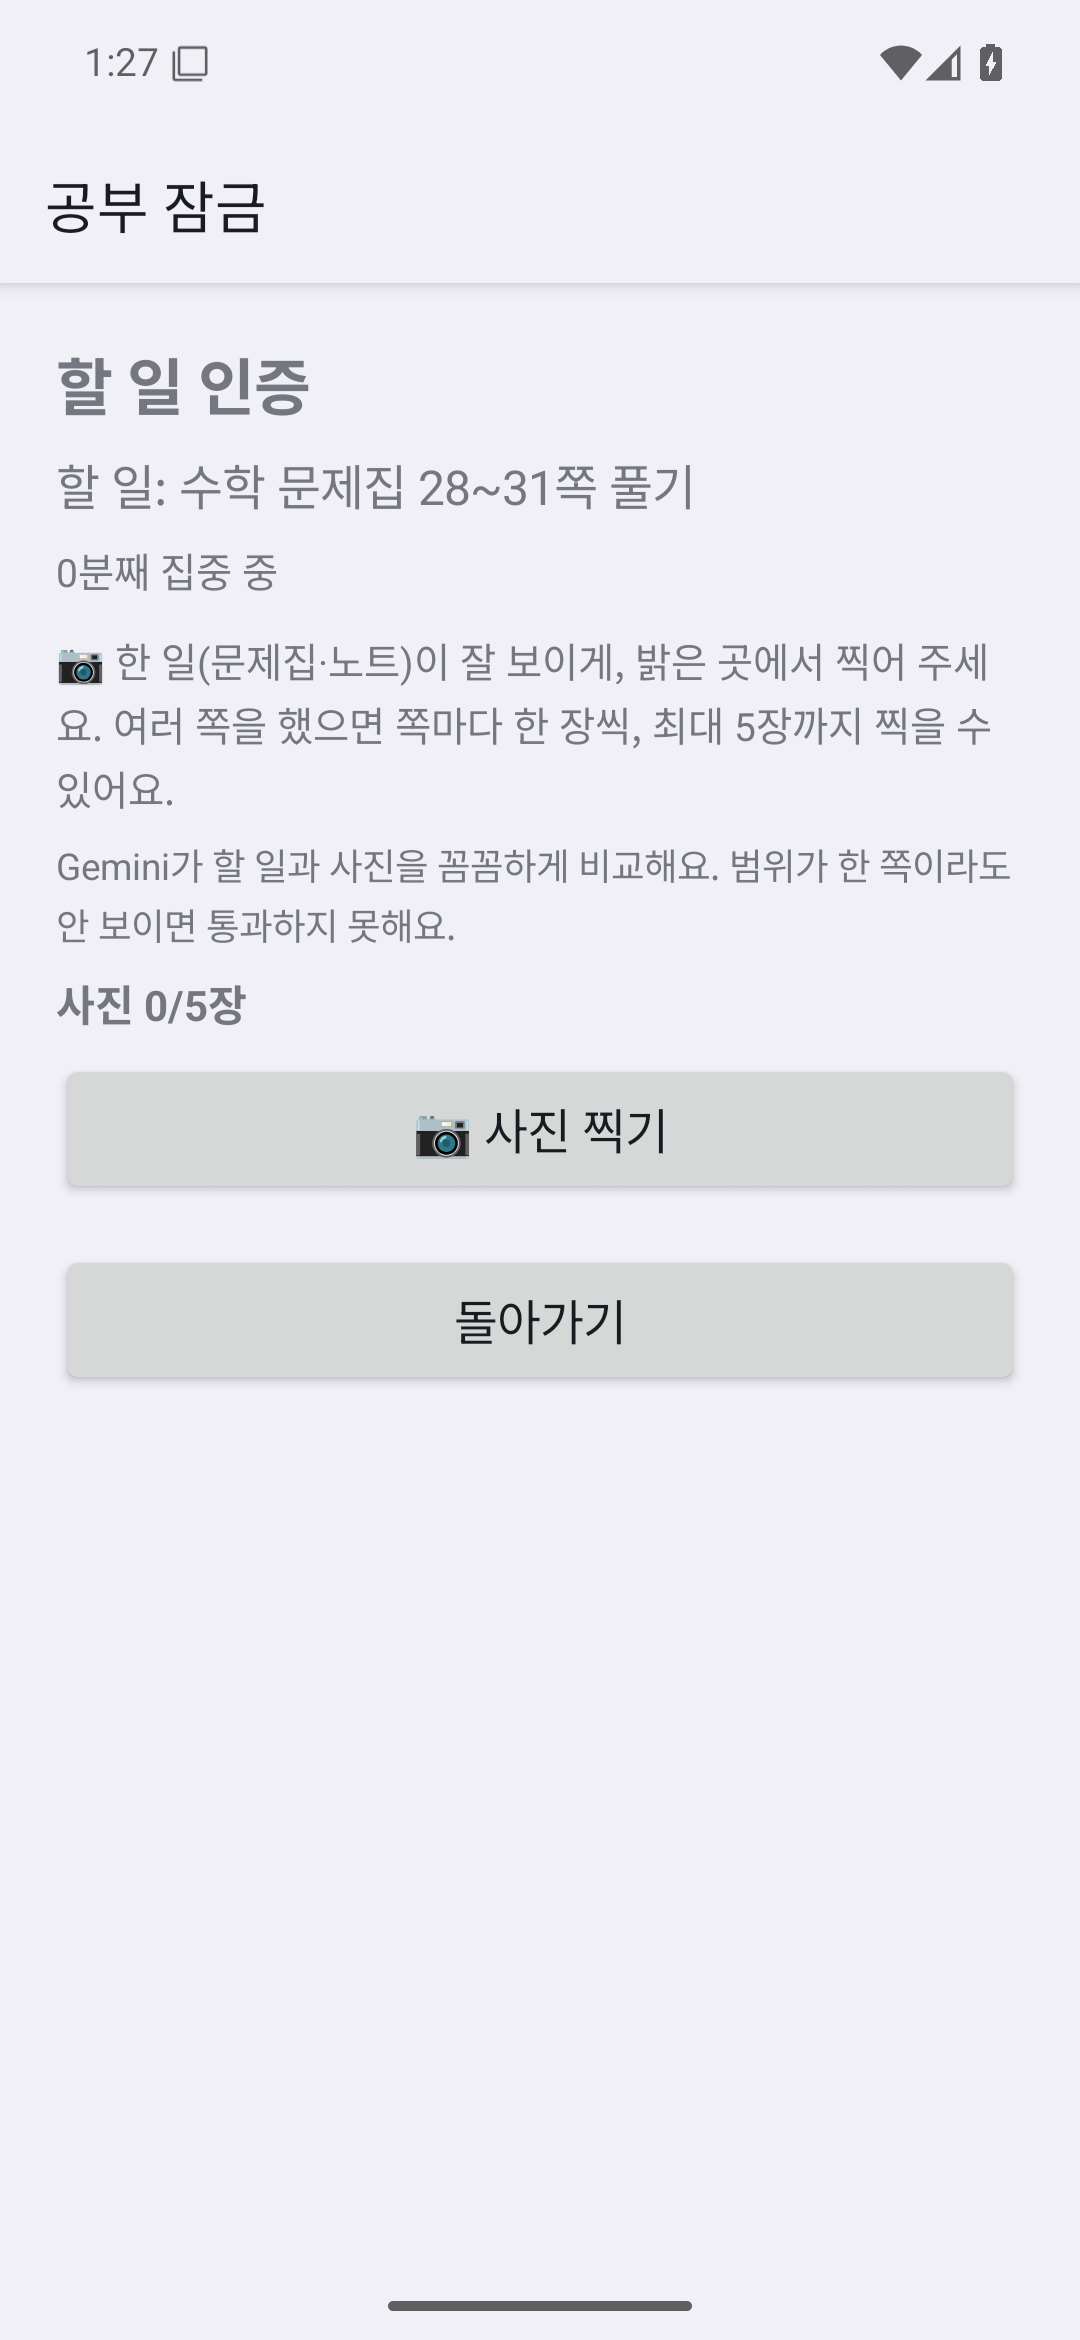 1:27
공부 잠금
할 일 인증
할 일: 수학 문제집 28~31쪽 풀기
0분째 집중 중
📷 한 일(문제집·노트)이 잘 보이게, 밝은 곳에서 찍어 주세
요. 여러 쪽을 했으면 쪽마다 한 장씩, 최대 5장까지 찍을 수
있어요.
Gemini가 할 일과 사진을 꼼꼼하게 비교해요. 범위가 한 쪽이라도
안 보이면 통과하지 못해요.
사진 0/5장
📷 사진 찍기
돌아가기